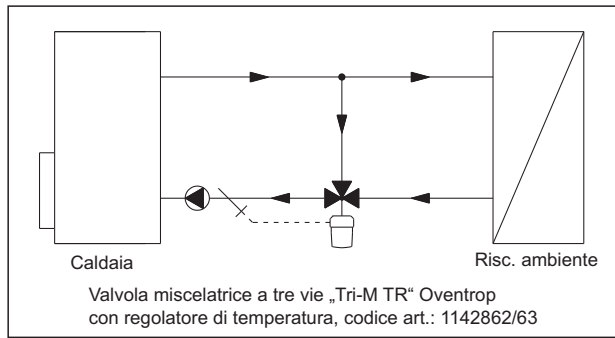 Caldaia
Risc. ambiente
Valvola miscelatrice a tre vie „Tri-M TR“ Oventrop
con regolatore di temperatura, codice art.: 1142862/63